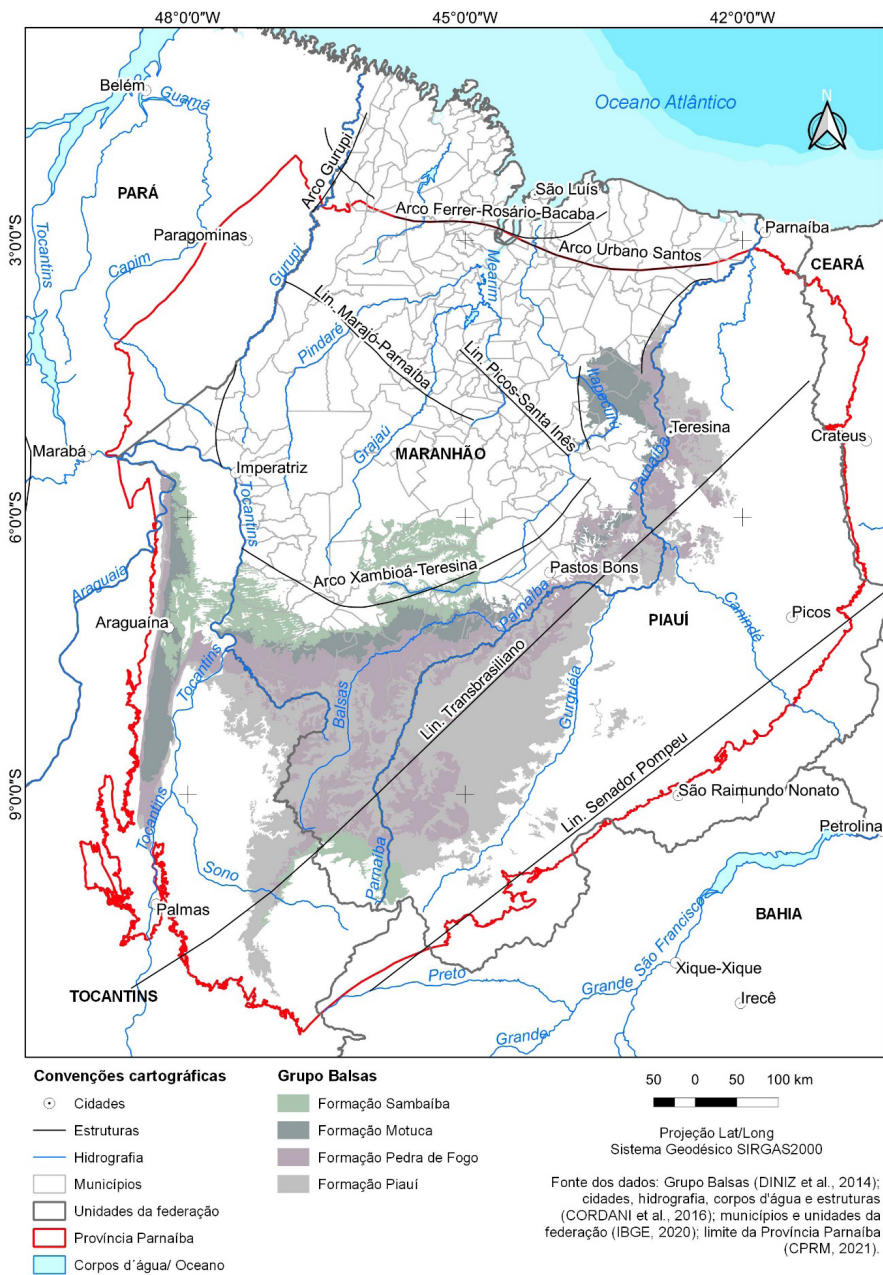 48°0'0"W
45°0'0"W
42°0'0"W
3°0'0"S
6°0'0"S
9°0'0"S
N
Oceano Atlântico
Belém
Guamá
PARÁ
Arco Gurupi
São Luís
Arco Ferrer-Rosário-Bacaba
Paragominas
Arco Urbano Santos
Parnaíba
Tocantins
Capim
Gurupi
Mearim
CEARÁ
Lin. Marajó-Parnaíba
Pindaré
Lin. Picos-Santa Inês
Itapecuru
Grajaú
Teresina
Crateus
Marabá
Imperatriz
MARANHÃO
Parnaíba
Tocantins
Arco Xambioá-Teresina
Pastos Bons
Araguaia
Parnaíba
PIAUÍ
Canindé
Picos
Araguaína
Tocantins
Balsas
Lin. Transbrasiliano
Gurguéia
Lin. Senador Pompeu
São Raimundo Nonato
Tocantins
Petrolina
Sono
Parnaíba
Palmas
BAHIA
São Francisco
Xique-Xique
TOCANTINS
Preto
Grande
Irecê
Grande
Convenções cartográficas
Cidades
Estruturas
Hidrografia
Municípios
Unidades da federação
Província Parnaíba
Corpos d´água/ Oceano
Grupo Balsas
Formação Sambaíba
Formação Motuca
Formação Pedra de Fogo
Formação Piauí
50 0 50 100 km
Projeção Lat/Long
Sistema Geodésico SIRGAS2000
Fonte dos dados: Grupo Balsas (DINIZ et al., 2014);
cidades, hidrografia, corpos d'água e estruturas
(CORDANI et al., 2016); municípios e unidades da
federação (IBGE, 2020); limite da Província Parnaíba
(CPRM, 2021).